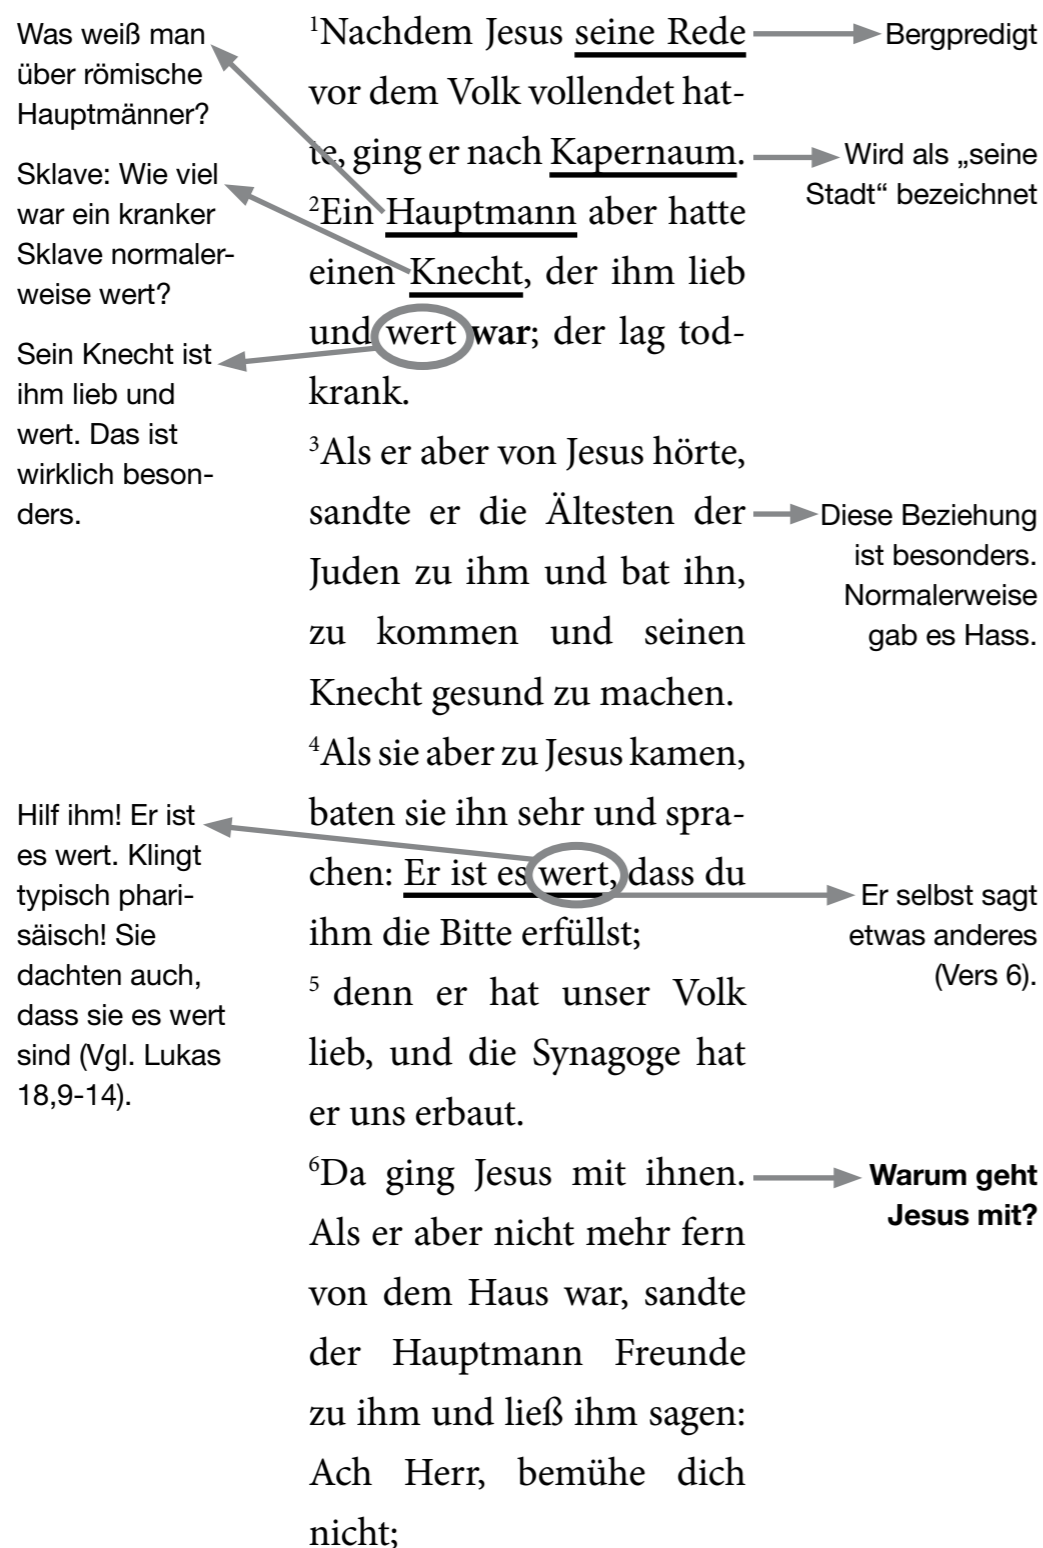 Was weiß man
über römische
Hauptmänner?
Sklave: Wie viel
war ein kranker
Sklave normaler-
weise wert?
Sein Knecht ist
ihm lieb und
wert. Das ist
wirklich beson-
ders.
Hilf ihm! Er ist
es wert. Klingt
typisch phari-
säisch! Sie
dachten auch,
dass sie es wert
sind (Vgl. Lukas
18,9-14).
¹Nachdem Jesus seine Rede
vor dem Volk vollendet hat-
te, ging er nach Kapernaum.
²Ein Hauptmann aber hatte
einen Knecht, der ihm lieb
und wert war; der lag tod-
krank.
³Als er aber von Jesus hörte,
sandte er die Ältesten der
Juden zu ihm und bat ihn,
zu kommen und seinen
Knecht gesund zu machen.
⁴Als sie aber zu Jesus kamen,
baten sie ihn sehr und spra-
chen: Er ist es wert, dass du
ihm die Bitte erfüllst;
⁵ denn er hat unser Volk
lieb, und die Synagoge hat
er uns erbaut.
⁶Da ging Jesus mit ihnen.
Als er aber nicht mehr fern
von dem Haus war, sandte
der Hauptmann Freunde
zu ihm und ließ ihm sagen:
Ach Herr, bemühe dich
nicht;
Bergpredigt
Wird als „seine
Stadt“ bezeichnet
Diese Beziehung
ist besonders.
Normalerweise
gab es Hass.
Er selbst sagt
etwas anderes
(Vers 6).
Warum geht
Jesus mit?